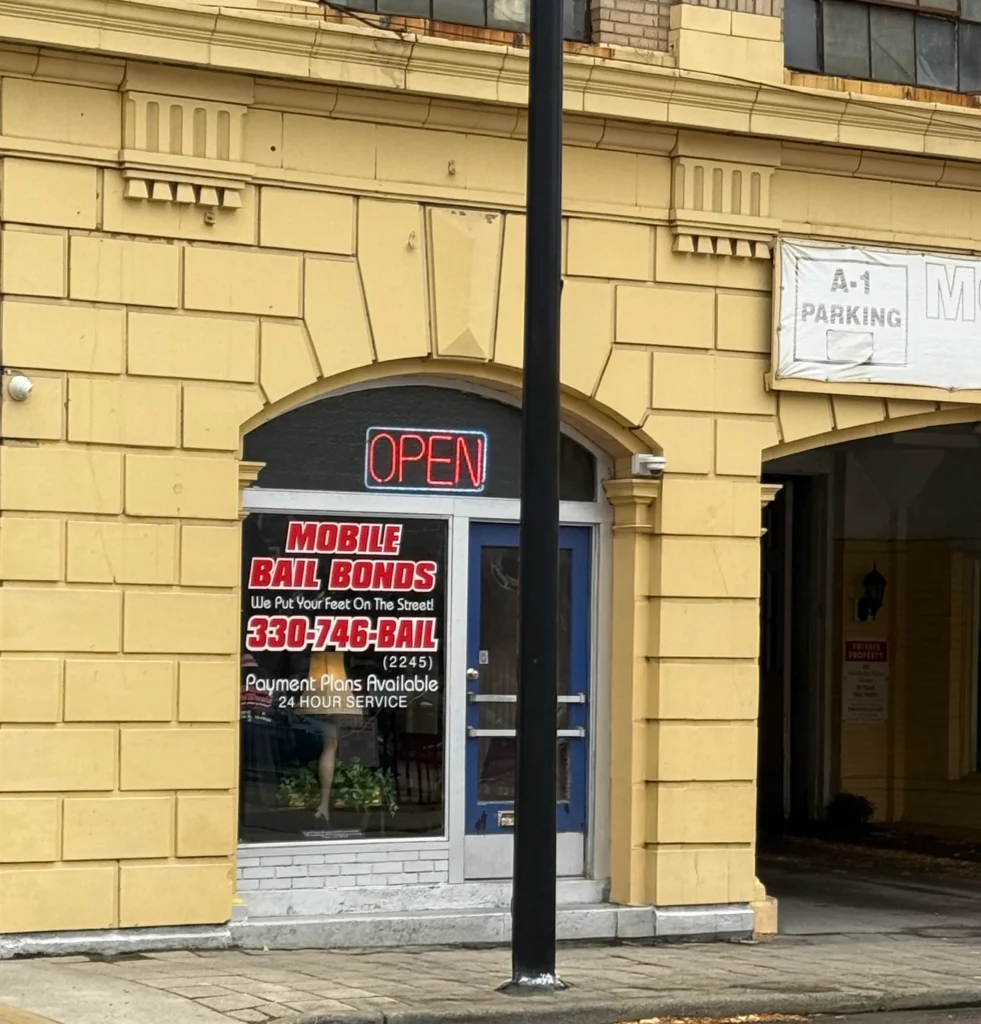 OPEN
MOBILE
BAIL BONDS
We Put Your Feet On The Street!
330-746-BAIL
(2245)
Payment Plans Available
24 HOUR SERVICE
A-1
PARKING
PRIVATE
PROPERTY